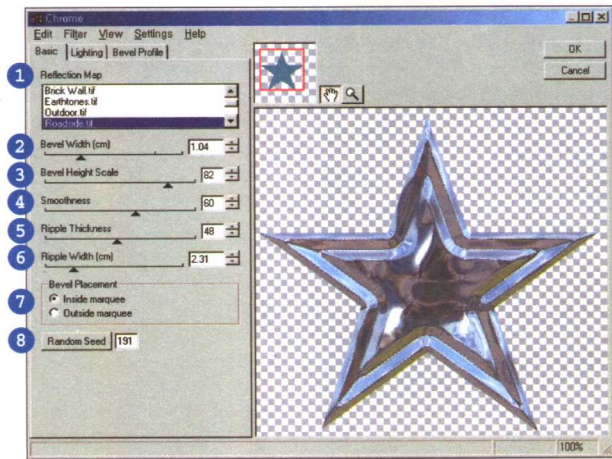 Chrome
Edit Filter View Settings Help
Basic Lighting Bevel Profile
OK
Cancel
1 Reflection Map
Brick Wall.tif
Earthtones.tif
Outdoor.tif
Roadside.tif
2 Bevel Width (cm) 1.04
3 Bevel Height Scale 82
4 Smoothness 60
5 Ripple Thickness 48
6 Ripple Width (cm) 2.31
7 Bevel Placement
Inside marquee
Outside marquee
8 Random Seed 191
100%